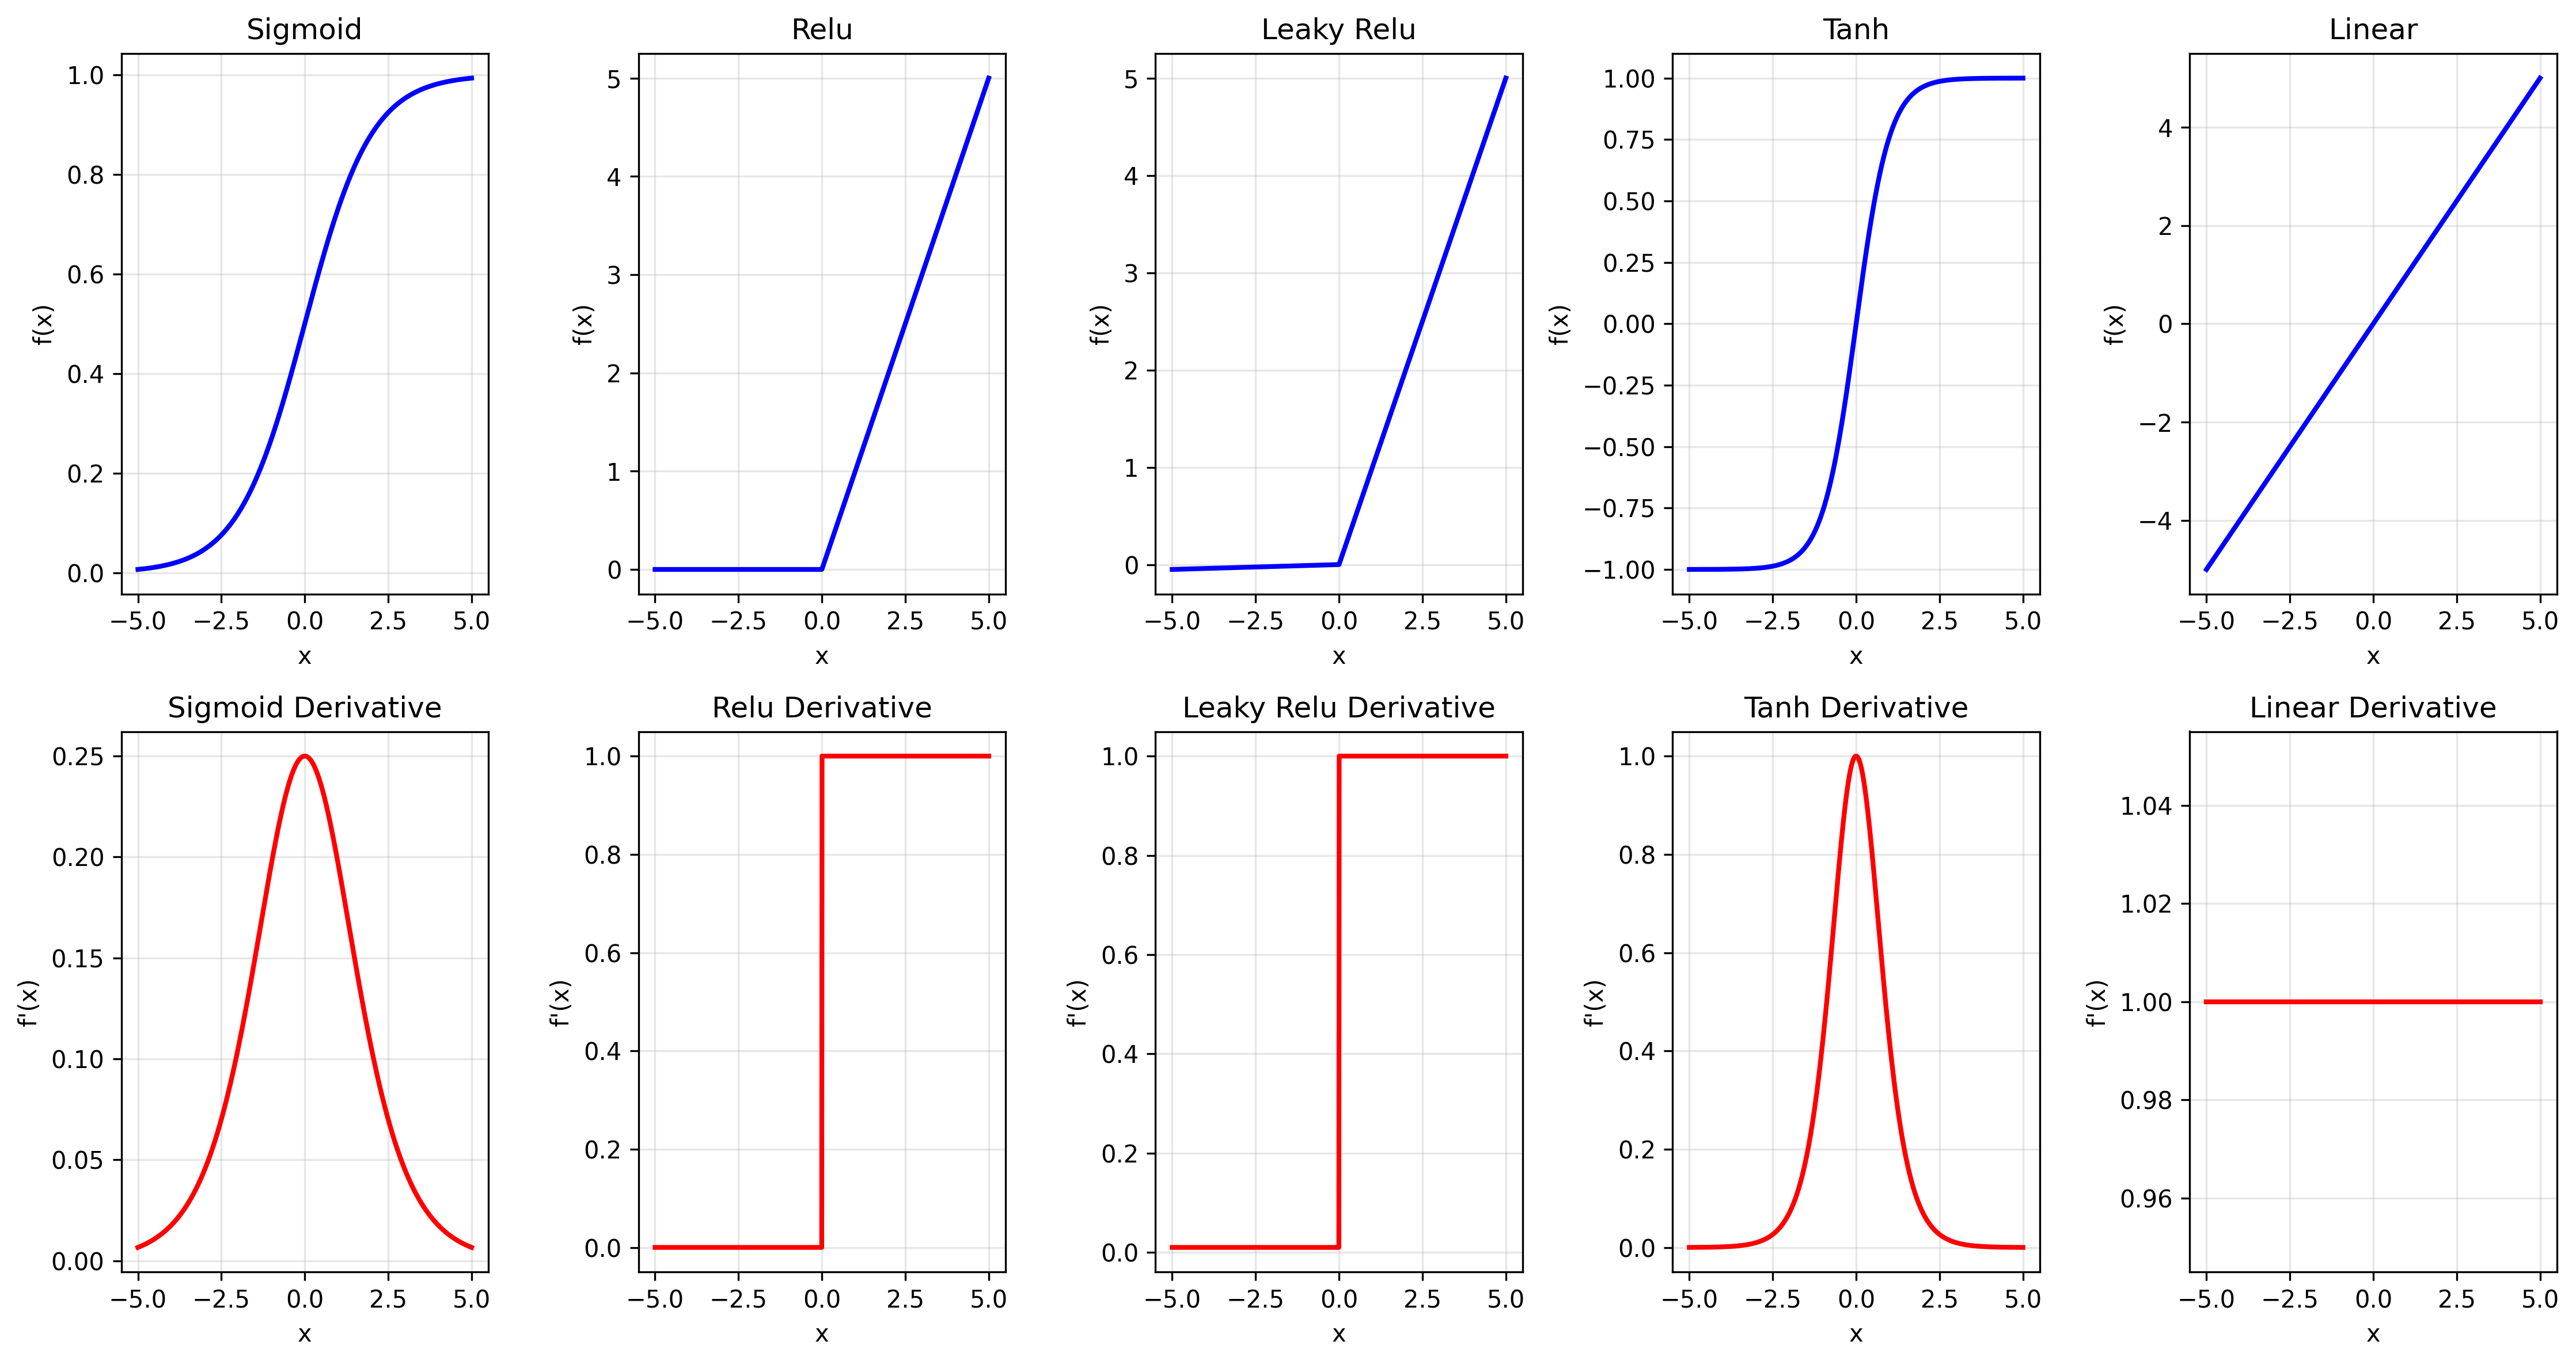 Sigmoid
1.0
0.8
0.6
0.4
0.2
0.0
f(x)
−5.0 −2.5 0.0 2.5 5.0
x
Relu
5
4
3
2
1
0
f(x)
−5.0 −2.5 0.0 2.5 5.0
x
Leaky Relu
5
4
3
2
1
0
f(x)
−5.0 −2.5 0.0 2.5 5.0
x
Tanh
1.00
0.75
0.50
0.25
0.00
−0.25
−0.50
−0.75
−1.00
f(x)
−5.0 −2.5 0.0 2.5 5.0
x
Linear
4
2
0
−2
−4
f(x)
−5.0 −2.5 0.0 2.5 5.0
x
Sigmoid Derivative
0.25
0.20
0.15
0.10
0.05
0.00
f'(x)
−5.0 −2.5 0.0 2.5 5.0
x
Relu Derivative
1.0
0.8
0.6
0.4
0.2
0.0
f'(x)
−5.0 −2.5 0.0 2.5 5.0
x
Leaky Relu Derivative
1.0
0.8
0.6
0.4
0.2
0.0
f'(x)
−5.0 −2.5 0.0 2.5 5.0
x
Tanh Derivative
1.0
0.8
0.6
0.4
0.2
0.0
f'(x)
−5.0 −2.5 0.0 2.5 5.0
x
Linear Derivative
1.04
1.02
1.00
0.98
0.96
f'(x)
−5.0 −2.5 0.0 2.5 5.0
x